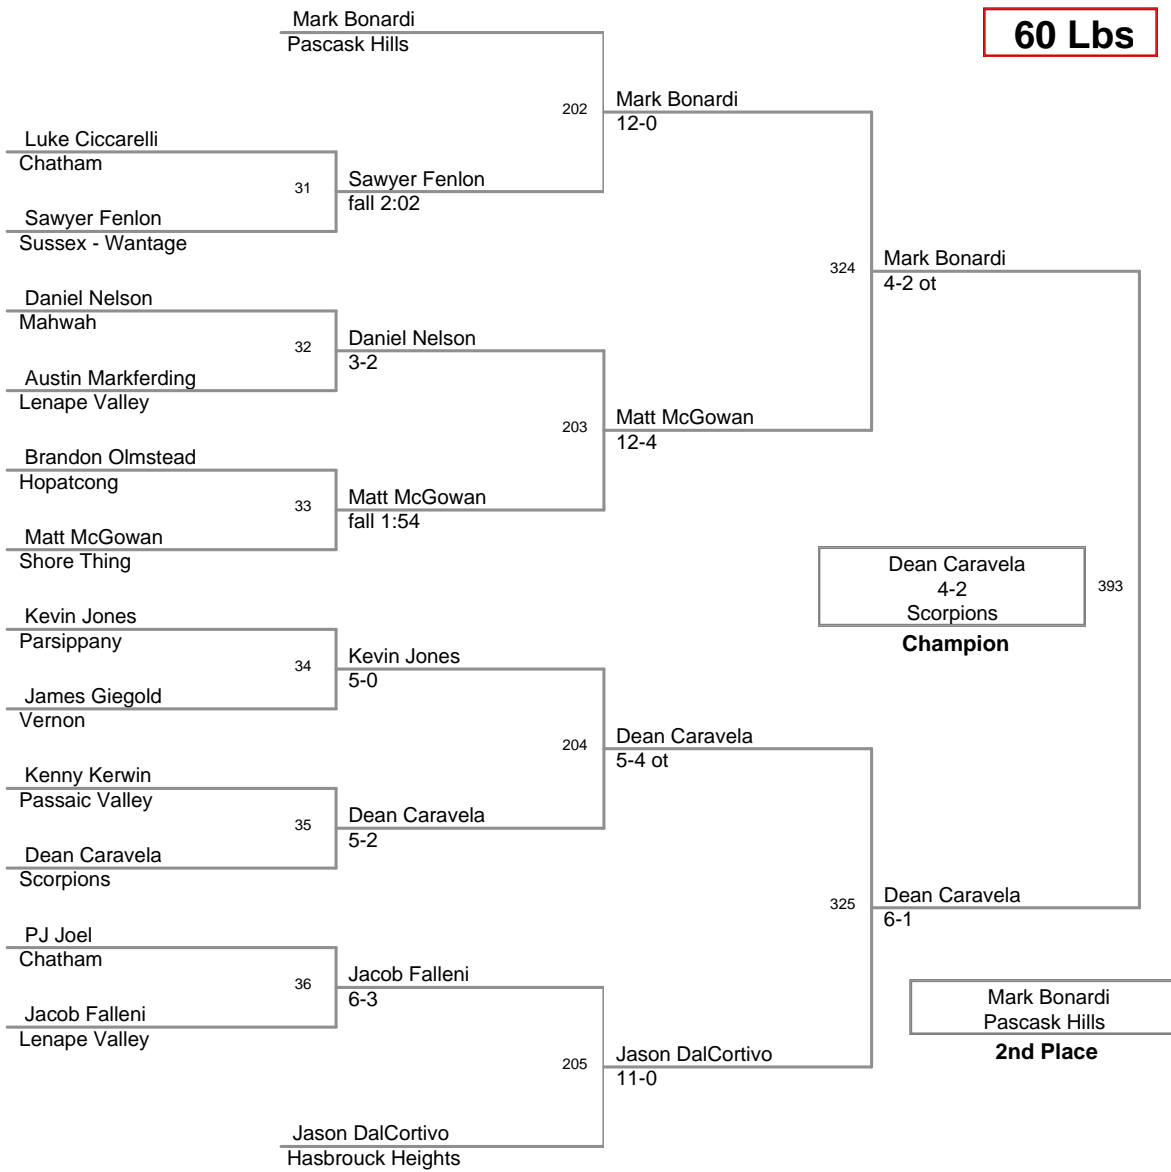 Mark Bonardi
Pascask Hills
60 Lbs
202
Mark Bonardi
12-0
Luke Ciccarelli
Chatham
31
Sawyer Fenlon
fall 2:02
Sawyer Fenlon
Sussex - Wantage
324
Mark Bonardi
4-2 ot
Daniel Nelson
Mahwah
32
Daniel Nelson
3-2
Austin Markferding
Lenape Valley
203
Matt McGowan
12-4
Brandon Olmstead
Hopatcong
33
Matt McGowan
fall 1:54
Matt McGowan
Shore Thing
Dean Caravela
4-2
Scorpions
Champion
393
Kevin Jones
Parsippany
34
Kevin Jones
5-0
James Giegold
Vernon
204
Dean Caravela
5-4 ot
Kenny Kerwin
Passaic Valley
35
Dean Caravela
5-2
Dean Caravela
Scorpions
325
Dean Caravela
6-1
PJ Joel
Chatham
36
Jacob Falleni
6-3
Jacob Falleni
Lenape Valley
Mark Bonardi
Pascask Hills
2nd Place
205
Jason DalCortivo
11-0
Jason DalCortivo
Hasbrouck Heights